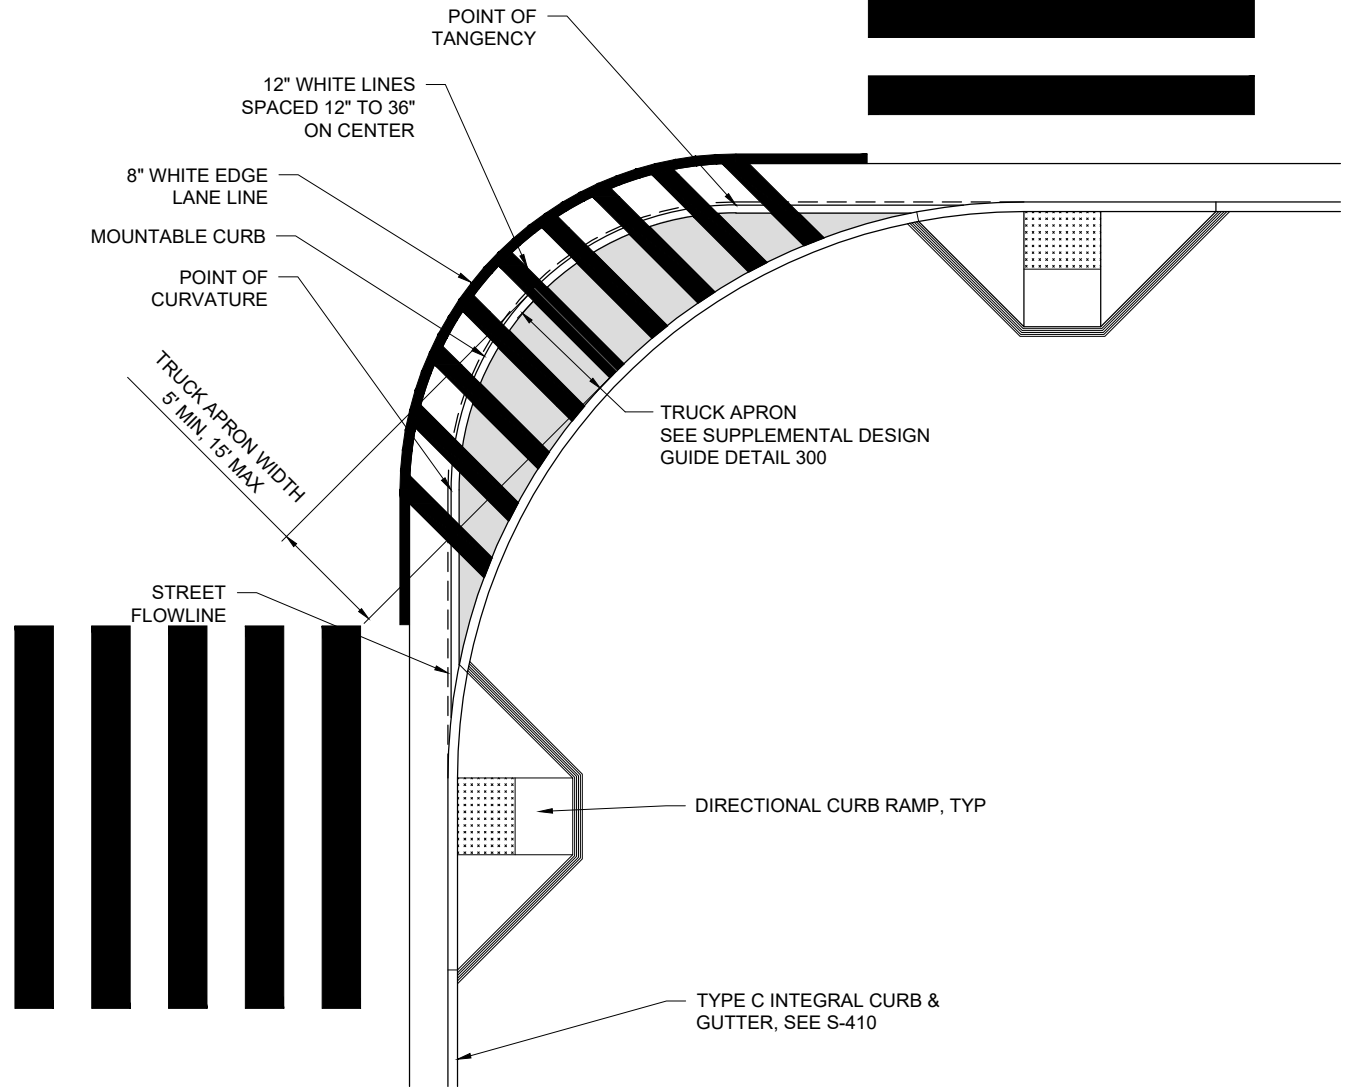 POINT OF
TANGENCY
12" WHITE LINES
SPACED 12" TO 36"
ON CENTER
8" WHITE EDGE
LANE LINE
MOUNTABLE CURB
POINT OF
CURVATURE
TRUCK APRON WIDTH
5' MIN, 15' MAX
TRUCK APRON
SEE SUPPLEMENTAL DESIGN
GUIDE DETAIL 300
STREET
FLOWLINE
DIRECTIONAL CURB RAMP, TYP
TYPE C INTEGRAL CURB &
GUTTER, SEE S-410